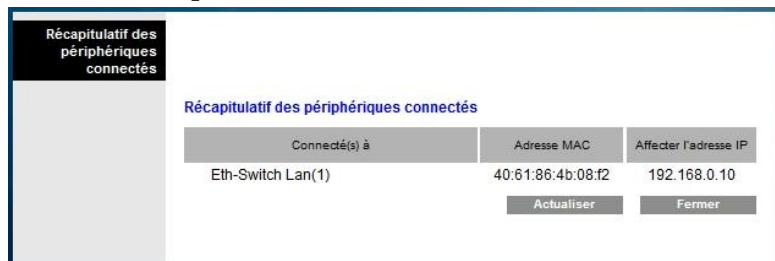 Récapitulatif des
périphériques
connectés
Récapitulatif des périphériques connectés
Connecté(s) à Adresse MAC Affecter l'adresse IP
Eth-Switch Lan(1) 40:61:86:4b:08:f2 192.168.0.10
Actualiser Fermer